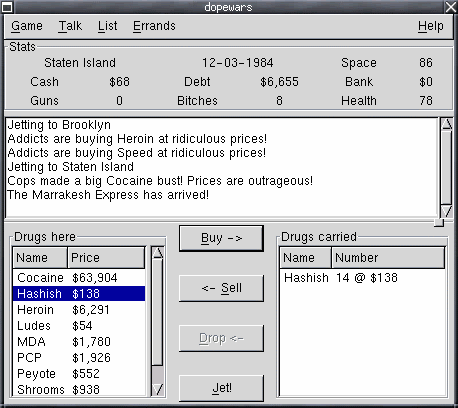 dopewars
Game Talk List Errands Help
Stats
Staten Island 12-03-1984 Space 86
Cash $68 Debt $6,655 Bank $0
Guns 0 Bitches 8 Health 78
Jetting to Brooklyn
Addicts are buying Heroin at ridiculous prices!
Addicts are buying Speed at ridiculous prices!
Jetting to Staten Island
Cops made a big Cocaine bust! Prices are outrageous!
The Marrakesh Express has arrived!
Drugs here
Name Price
Cocaine $63,904
Hashish $138
Heroin $6,291
Ludes $54
MDA $1,780
PCP $1,926
Peyote $552
Shrooms $938
Buy ->
<- Sell
Drop <-
Jet!
Drugs carried
Name Number
Hashish 14 @ $138